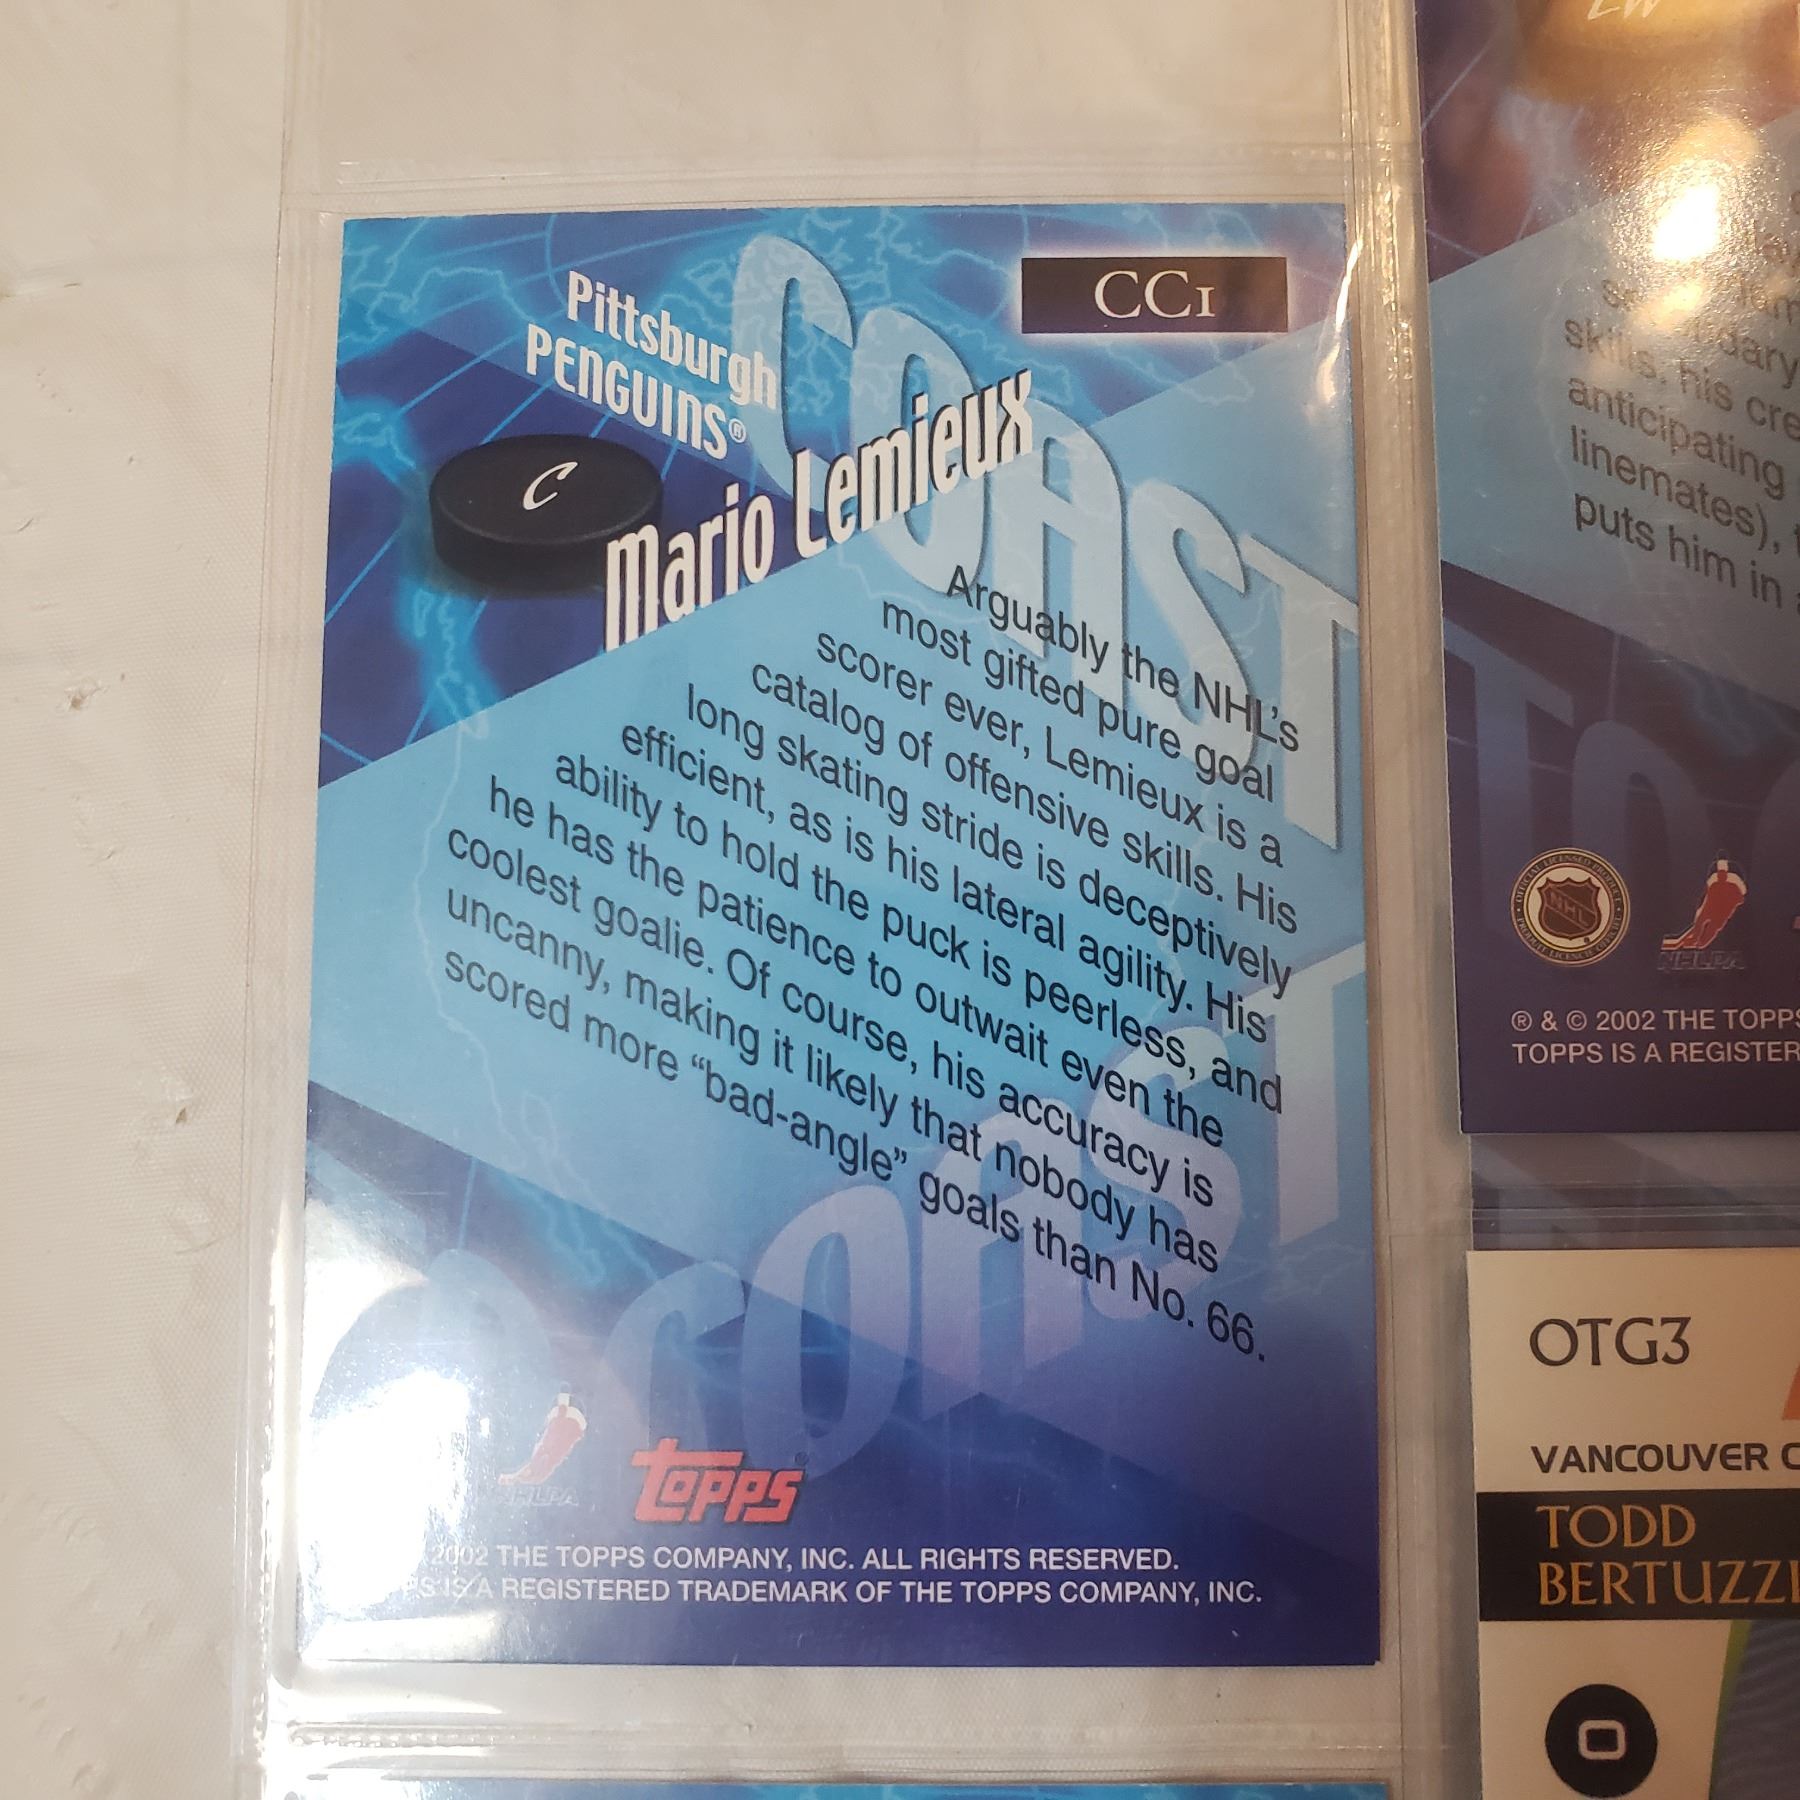 CC1
Pittsburgh
PENGUINS®
COAST
C
Mario Lemieux
Arguably the NHL's
most gifted pure goal
scorer ever, Lemieux is a
catalog of offensive skills. His
long skating stride is deceptively
efficient, as is his lateral agility. His
ability to hold the puck is peerless, and
he has the patience to outwait even the
coolest goalie. Of course, his accuracy is
uncanny, making it likely that nobody has
scored more “bad-angle” goals than No. 66.
COAST
NHLPA
TOPPS
2002 THE TOPPS COMPANY, INC. ALL RIGHTS RESERVED.
IS A REGISTERED TRADEMARK OF THE TOPPS COMPANY, INC.
LW
skills, his
anticipating
linemates),
puts him in
NHL
NHLPA
® & © 2002 THE TOPPS
TOPPS IS A
OTG3
VANCOUVER
TODD
BERTUZZI